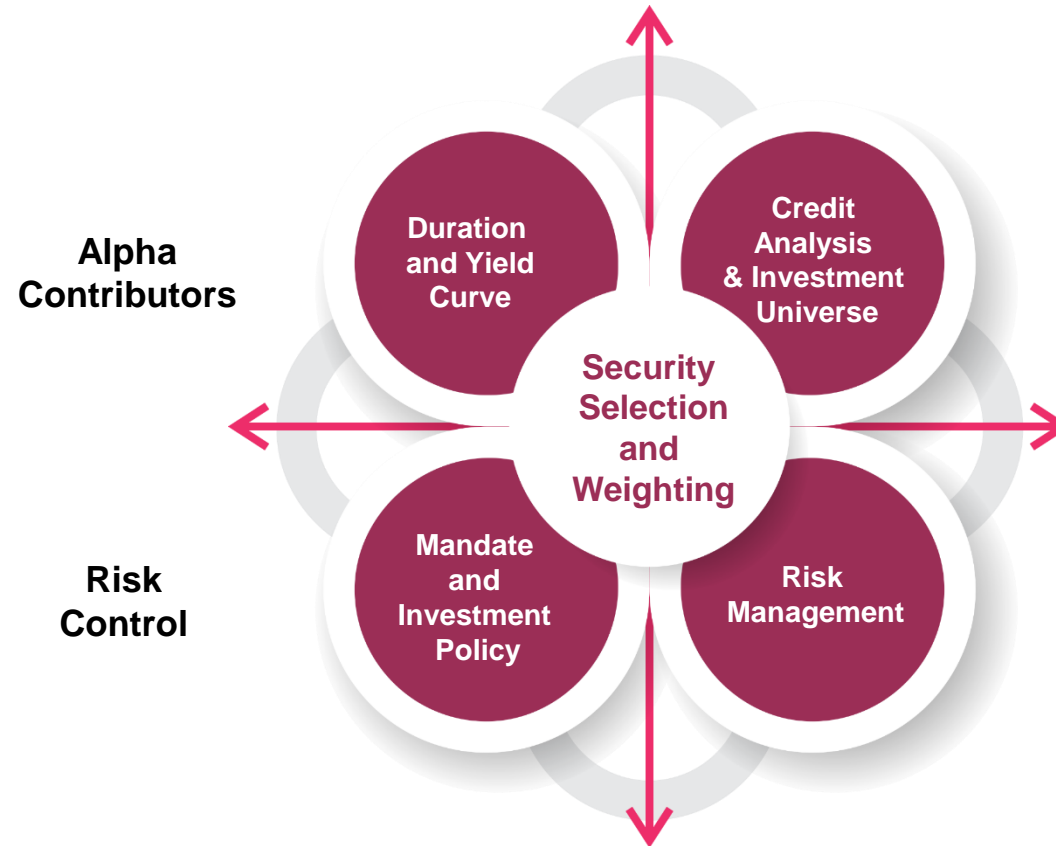 Alpha
Contributors
Duration
and Yield
Curve
Credit
Analysis
& Investment
Universe
Security
Selection
and
Weighting
Risk
Control
Mandate
and
Investment
Policy
Risk
Management